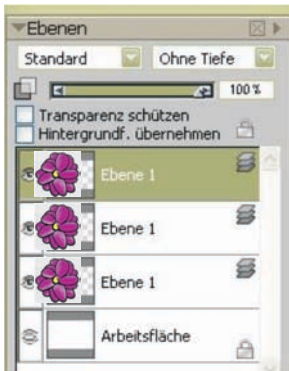 Ebenen
Standard Ohne Tiefe
100 %
Transparenz schützen
Hintergrundf. übernehmen
Ebene 1
Ebene 1
Ebene 1
Arbeitsfläche